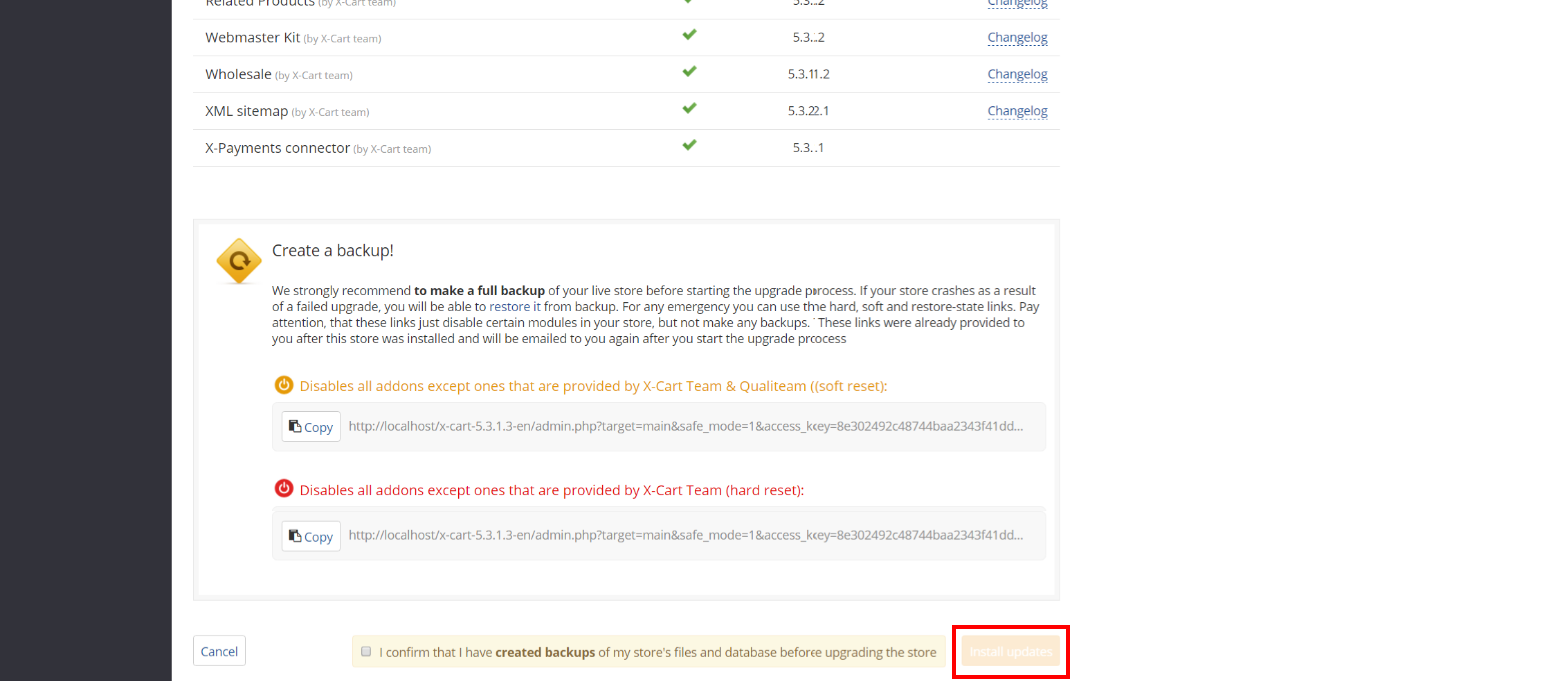 Related Products (by X-Cart team) 5.3...2 Changelog
Webmaster Kit (by X-Cart team) 5.3...2 Changelog
Wholesale (by X-Cart team) 5.3.11.2 Changelog
XML sitemap (by X-Cart team) 5.3.22.1 Changelog
X-Payments connector (by X-Cart team) 5.3. .1
Create a backup!
We strongly recommend to make a full backup of your live store before starting the upgrade process. If your store crashes as a result
of a failed upgrade, you will be able to restore it from backup. For any emergency you can use the hard, soft and restore-state links. Pay
attention, that these links just disable certain modules in your store, but not make any backups. These links were already provided to
you after this store was installed and will be emailed to you again after you start the upgrade process
Disables all addons except ones that are provided by X-Cart Team & Qualiteam ((soft reset):
Copy http://localhost/x-cart-5.3.1.3-en/admin.php?target=main&safe_mode=1&access_key=8e302492c48744baa2343f41dd...
Disables all addons except ones that are provided by X-Cart Team (hard reset):
Copy http://localhost/x-cart-5.3.1.3-en/admin.php?target=main&safe_mode=1&access_key=8e302492c48744baa2343f41dd...
Cancel I confirm that I have created backups of my store's files and database before upgrading the store Install updates